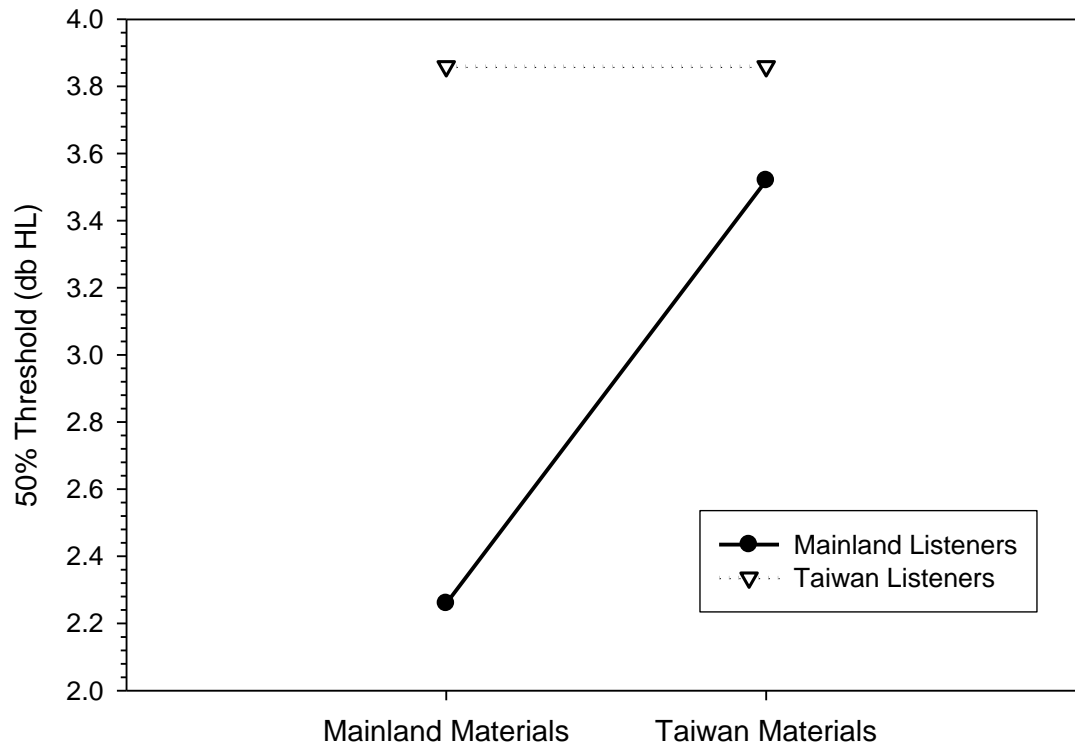 4.0
3.8
3.6
3.4
3.2
3.0
2.8
2.6
2.4
2.2
2.0
50% Threshold (db HL)
Mainland Listeners
Taiwan Listeners
Mainland Materials
Taiwan Materials